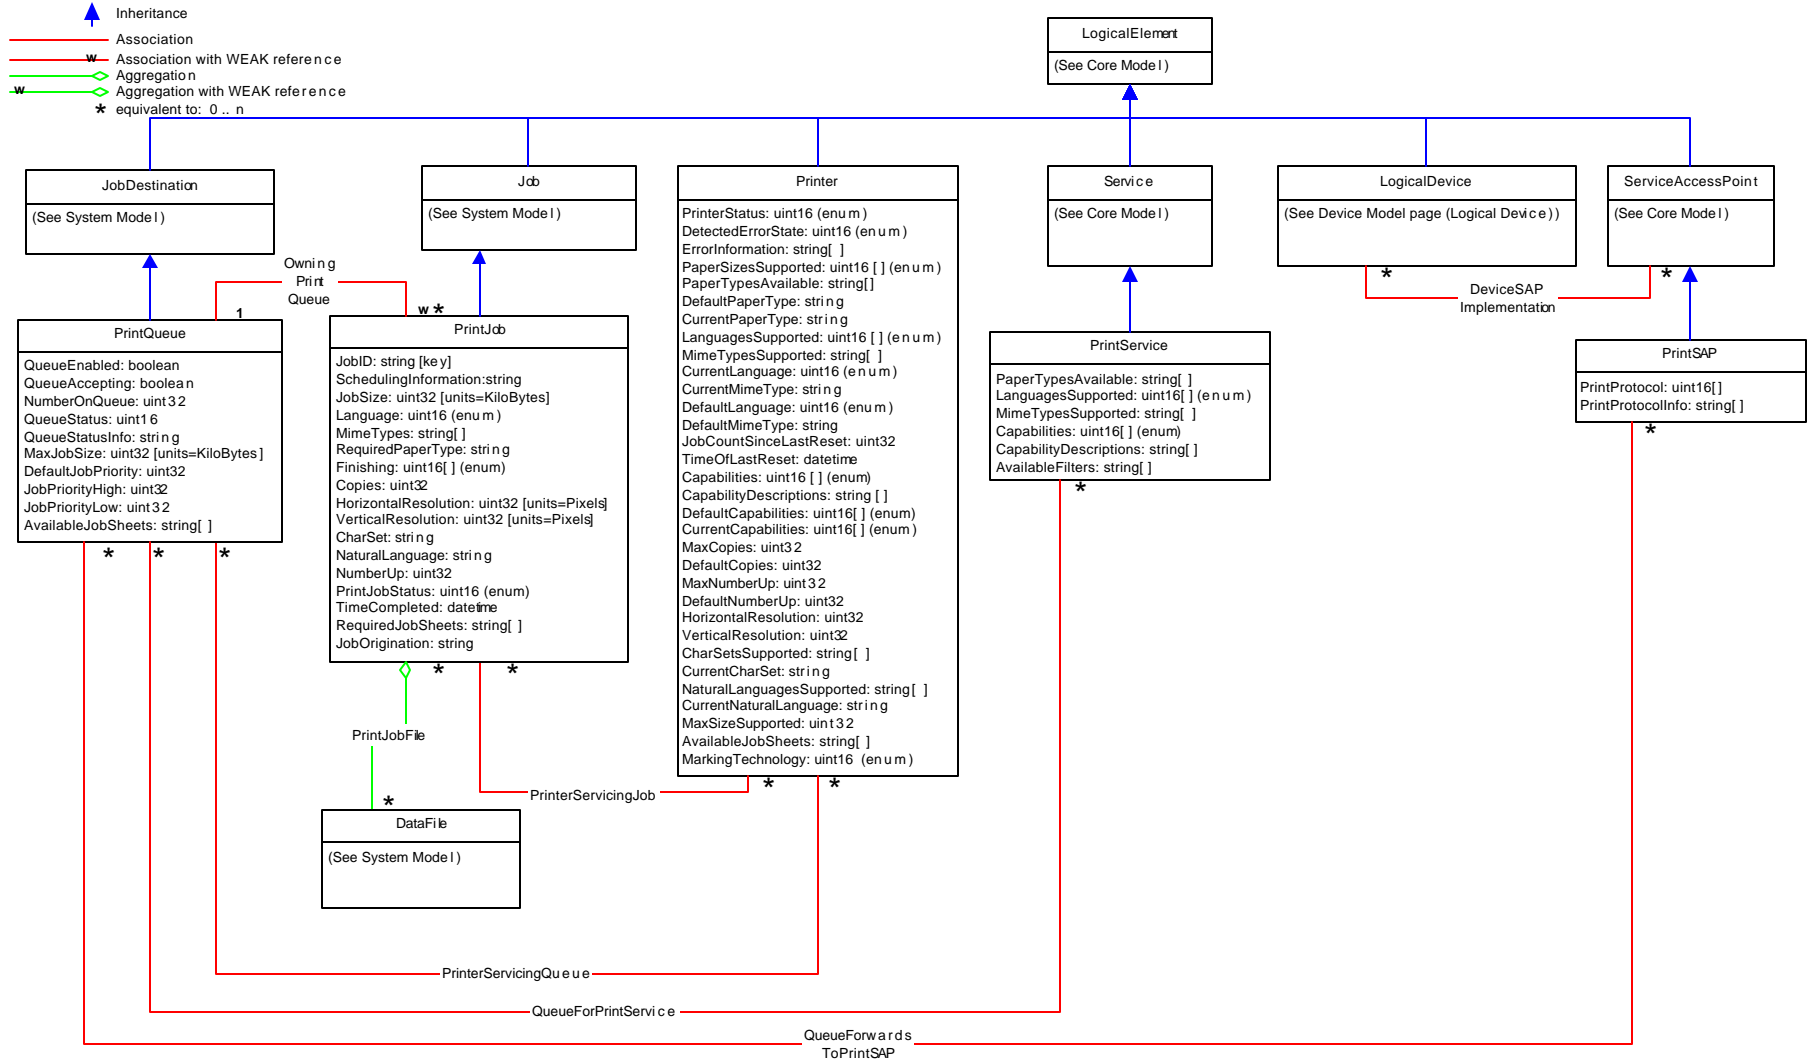 Inheritance
Association
w
Association with WEAK reference
Aggregation
w
Aggregation with WEAK reference
* equivalent to: 0 .. n
LogicalElement
(See Core Model)
JobDestination
(See System Model)
Job
(See System Model)
Printer
PrinterStatus: uint16 (enum)
DetectedErrorState: uint16 (enum)
ErrorInformation: string[ ]
PaperSizesSupported: uint16 [ ] (enum)
PaperTypesAvailable: string[]
DefaultPaperType: string
CurrentPaperType: string
LanguagesSupported: uint16 [ ] (enum)
MimeTypesSupported: string[ ]
CurrentLanguage: uint16 (enum)
CurrentMimeType: string
DefaultLanguage: uint16 (enum)
DefaultMimeType: string
JobCountSinceLastReset: uint32
TimeOfLastReset: datetime
Capabilities: uint16 [ ] (enum)
CapabilityDescriptions: string [ ]
DefaultCapabilities: uint16[ ] (enum)
CurrentCapabilities: uint16[ ] (enum)
MaxCopies: uint32
DefaultCopies: uint32
MaxNumberUp: uint32
DefaultNumberUp: uint32
HorizontalResolution: uint32
VerticalResolution: uint32
CharSetsSupported: string[ ]
CurrentCharSet: string
NaturalLanguagesSupported: string[ ]
CurrentNaturalLanguage: string
MaxSizeSupported: uint32
AvailableJobSheets: string[ ]
MarkingTechnology: uint16 (enum)
* *
Service
(See Core Model)
LogicalDevice
(See Device Model page (Logical Device))
*
ServiceAccessPoint
(See Core Model)
*
DeviceSAP
Implementation
Owning
Print
Queue
1
w *
PrintQueue
QueueEnabled: boolean
QueueAccepting: boolean
NumberOnQueue: uint32
QueueStatus: uint16
QueueStatusInfo: string
MaxJobSize: uint32 [units=KiloBytes]
DefaultJobPriority: uint32
JobPriorityHigh: uint32
JobPriorityLow: uint32
AvailableJobSheets: string[ ]
* * *
PrintJob
JobID: string [key]
SchedulingInformation:string
JobSize: uint32 [units=KiloBytes]
Language: uint16 (enum)
MimeTypes: string[ ]
RequiredPaperType: string
Finishing: uint16[ ] (enum)
Copies: uint32
HorizontalResolution: uint32 [units=Pixels]
VerticalResolution: uint32 [units=Pixels]
CharSet: string
NaturalLanguage: string
NumberUp: uint32
PrintJobStatus: uint16 (enum)
TimeCompleted: datetime
RequiredJobSheets: string[ ]
JobOrigination: string
* *
PrintService
PaperTypesAvailable: string[ ]
LanguagesSupported: uint16[ ] (enum)
MimeTypesSupported: string[ ]
Capabilities: uint16[ ] (enum)
CapabilityDescriptions: string[ ]
AvailableFilters: string[ ]
*
PrintSAP
PrintProtocol: uint16[]
PrintProtocolInfo: string[ ]
*
PrintJobFile
*
DataFile
(See System Model)
PrinterServicingJob
PrinterServicingQueue
QueueForPrintService
QueueForwards
ToPrintSAP